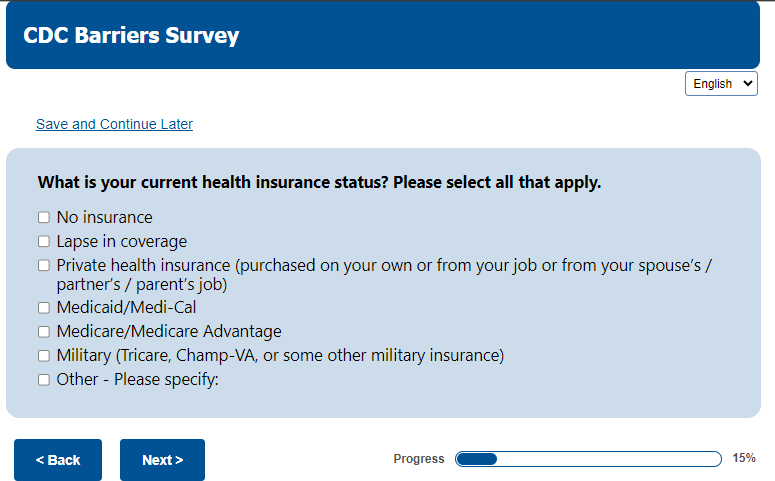 CDC Barriers Survey
English
Save and Continue Later
What is your current health insurance status? Please select all that apply.
No insurance
Lapse in coverage
Private health insurance (purchased on your own or from your job or from your spouse's /
partner's / parent's job)
Medicaid/Medi-Cal
Medicare/Medicare Advantage
Military (Tricare, Champ-VA, or some other military insurance)
Other - Please specify:
< Back
Next >
Progress
15%